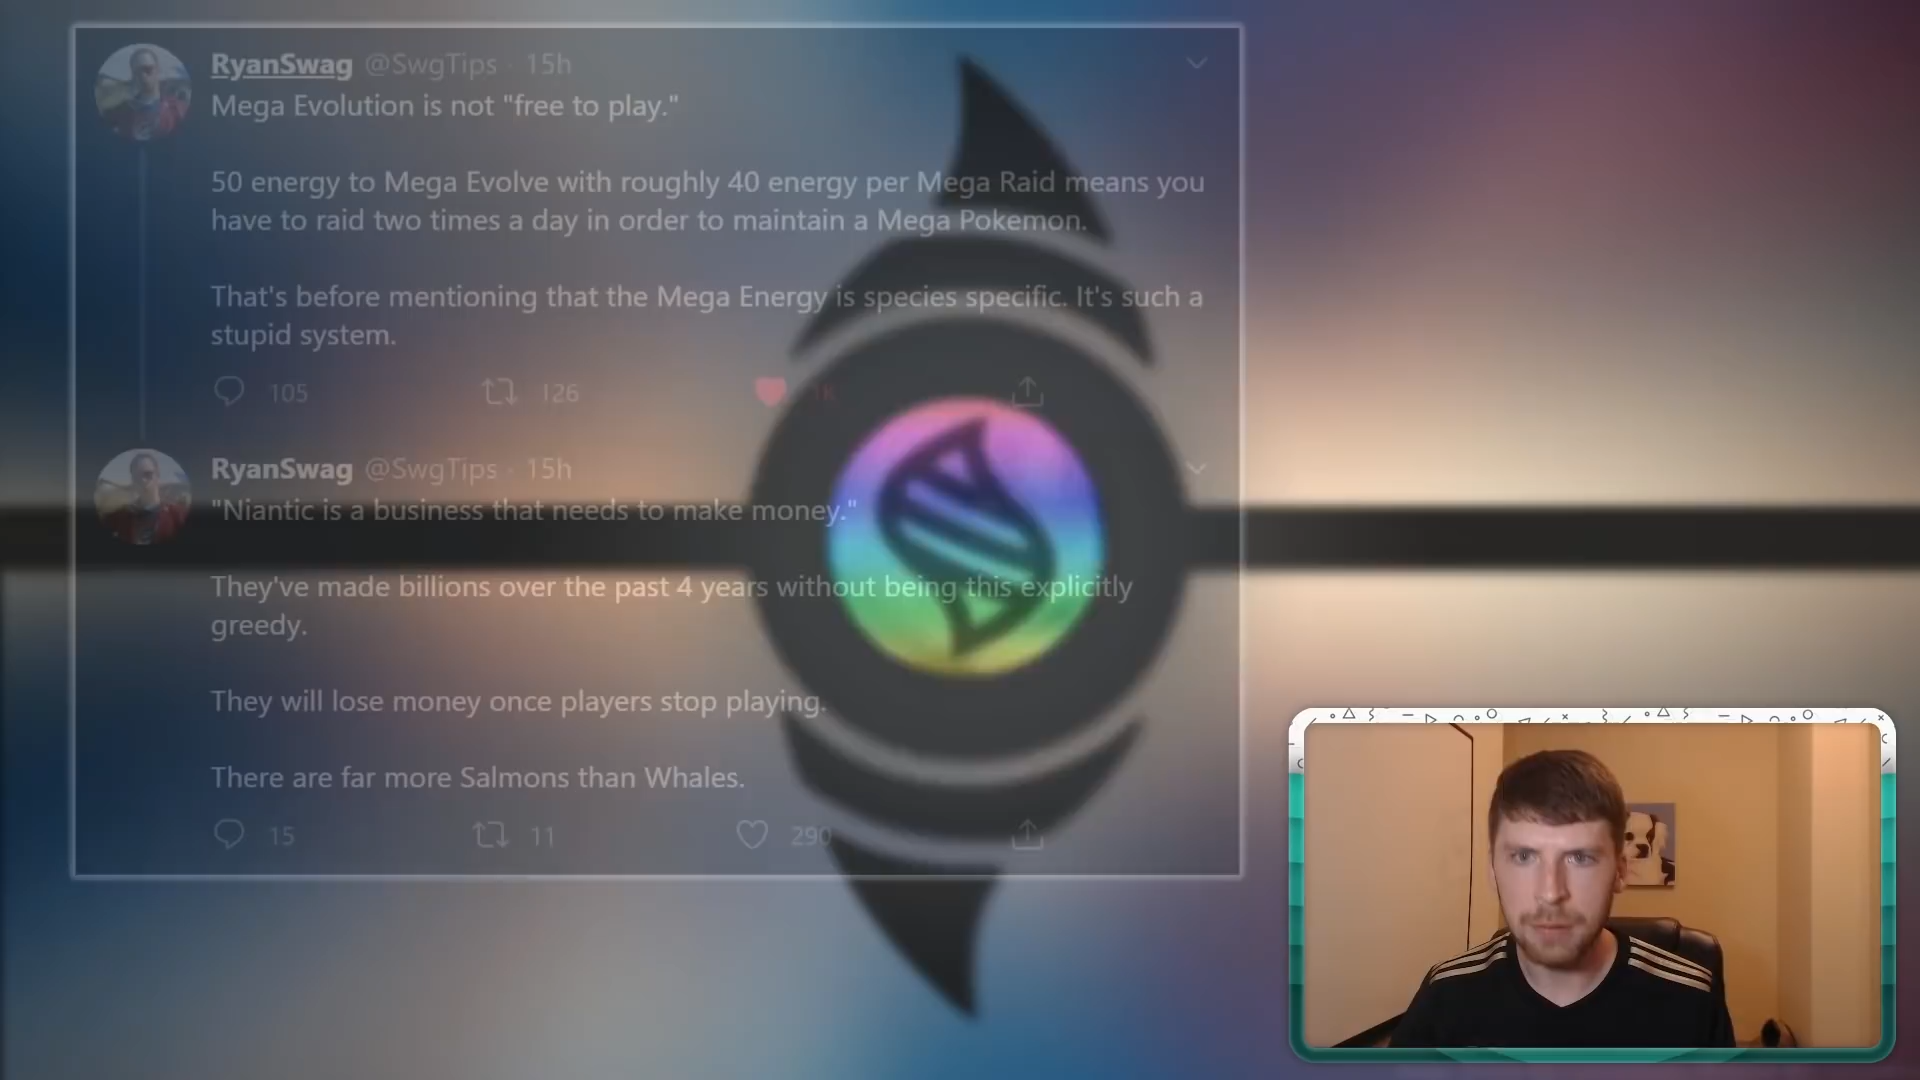 RyanSwag @SwgTips · 15h
Mega Evolution is not "free to play."
50 energy to Mega Evolve with roughly 40 energy per Mega Raid means you
have to raid two times a day in order to maintain a Mega Pokemon.
That's before mentioning that the Mega Energy is species specific. It's such a
stupid system.
105 126 1K
RyanSwag @SwgTips · 15h
"Niantic is a business that needs to make money."
They've made billions over the past 4 years without being this explicitly
greedy.
They will lose money once players stop playing.
There are far more Salmons than Whales.
15 11 290